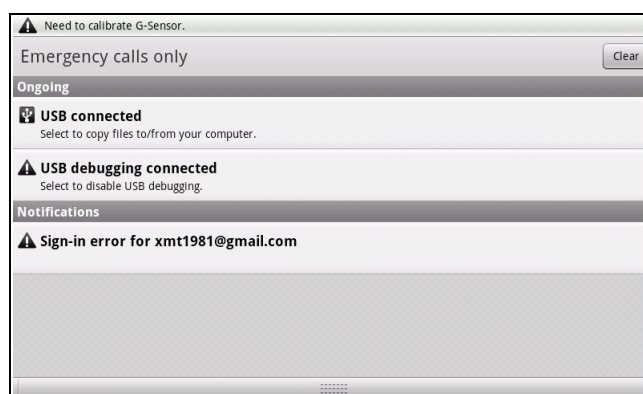 Need to calibrate G-Sensor.
Emergency calls only
Clear
Ongoing
USB connected
Select to copy files to/from your computer.
USB debugging connected
Select to disable USB debugging.
Notifications
Sign-in error for xmt1981@gmail.com